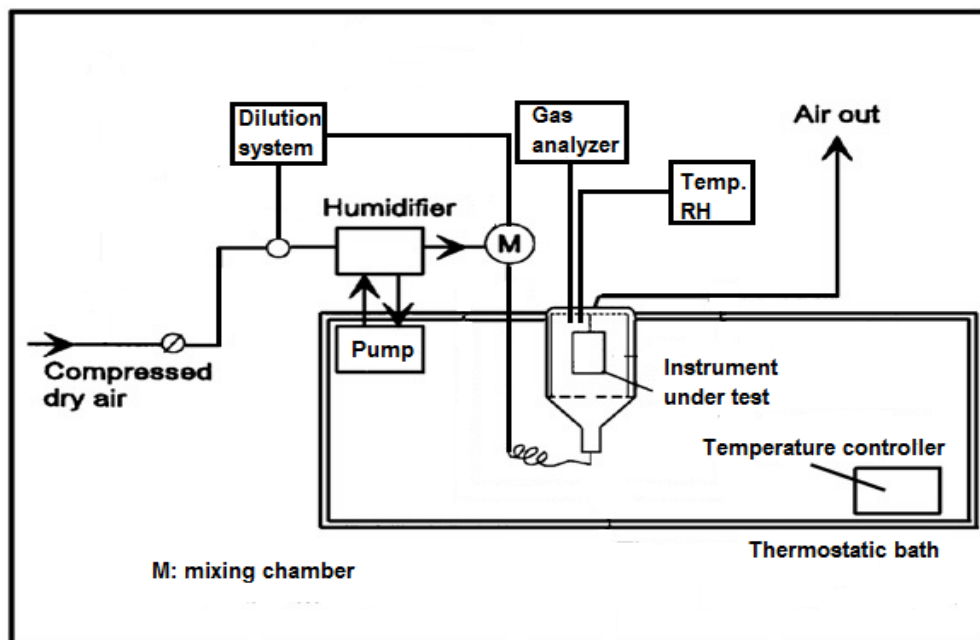 Dilution
system
Gas
analyzer
Air out
Temp.
RH
Humidifier
M
Pump
Compressed
dry air
Instrument
under test
Temperature controller
Thermostatic bath
M: mixing chamber